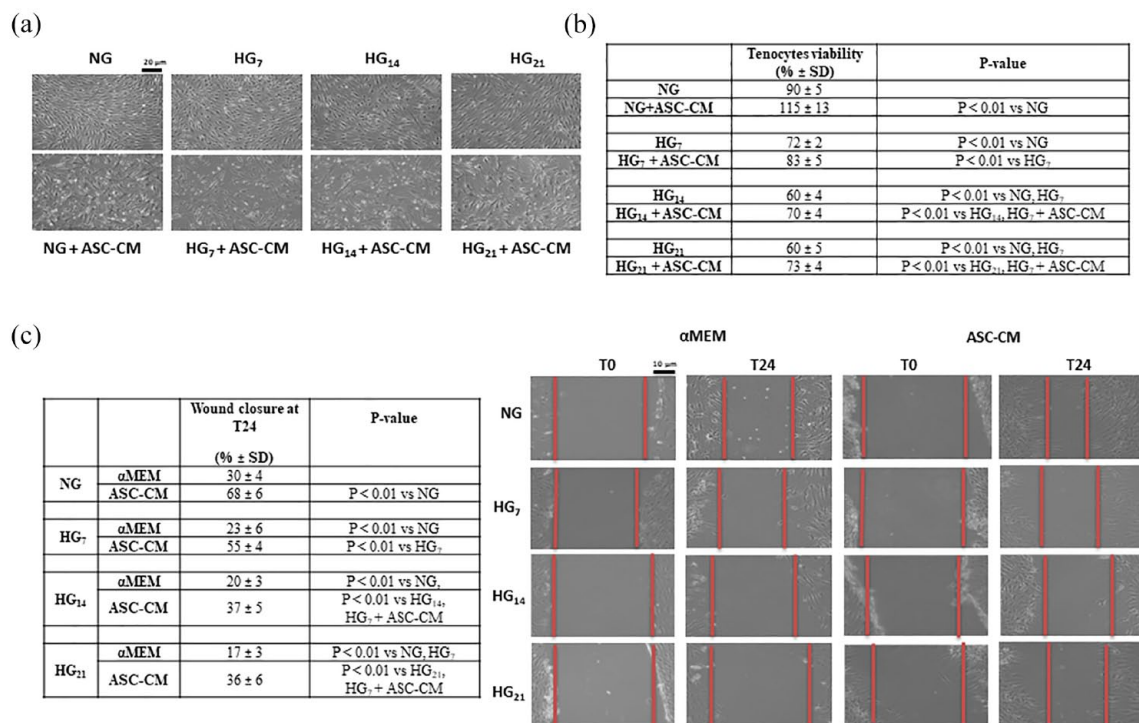 (a)
NG HG₇ HG₁₄ HG₂₁
20 μm
NG + ASC-CM HG₇ + ASC-CM HG₁₄ + ASC-CM HG₂₁ + ASC-CM
(b)
Tenocytes viability (% ± SD) P-value
NG 90 ± 5
NG+ASC-CM 115 ± 13 P < 0.01 vs NG
HG₇ 72 ± 2 P < 0.01 vs NG
HG₇ + ASC-CM 83 ± 5 P < 0.01 vs HG₇
HG₁₄ 60 ± 4 P < 0.01 vs NG, HG₇
HG₁₄ + ASC-CM 70 ± 4 P < 0.01 vs HG₁₄, HG₇ + ASC-CM
HG₂₁ 60 ± 5 P < 0.01 vs NG, HG₇
HG₂₁ + ASC-CM 73 ± 4 P < 0.01 vs HG₂₁, HG₇ + ASC-CM
(c)
Wound closure at
T24
(% ± SD)
P-value
NG
αMEM 30 ± 4
ASC-CM 68 ± 6 P < 0.01 vs NG
HG₇
αMEM 23 ± 6 P < 0.01 vs NG
ASC-CM 55 ± 4 P < 0.01 vs HG₇
HG₁₄
αMEM 20 ± 3 P < 0.01 vs NG,
ASC-CM 37 ± 5 P < 0.01 vs HG₁₄,
HG₇ + ASC-CM
HG₂₁
αMEM 17 ± 3 P < 0.01 vs NG, HG₇
ASC-CM 36 ± 6 P < 0.01 vs HG₂₁,
HG₇ + ASC-CM
αMEM ASC-CM
T0 10 μm T24 T0 T24
NG
HG₇
HG₁₄
HG₂₁